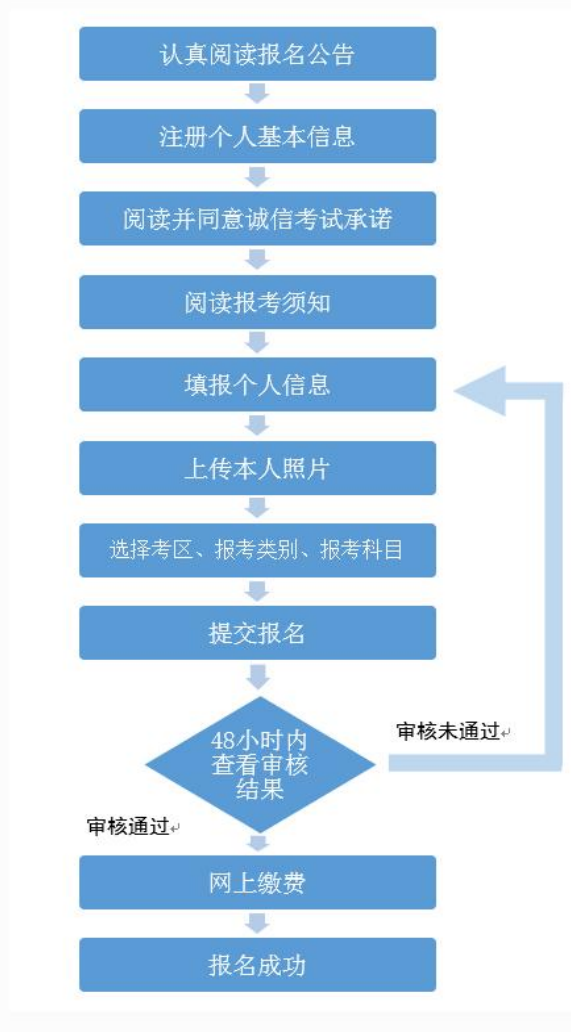 认真阅读报名公告
注册个人基本信息
阅读并同意诚信考试承诺
阅读报考须知
填报个人信息
上传本人照片
选择考区、报考类别、报考科目
提交报名
48小时内
查看审核
结果
审核未通过↵
审核通过↵
网上缴费
报名成功